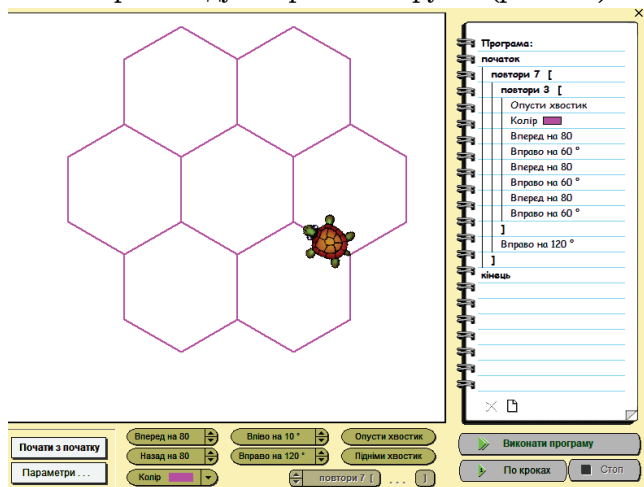 Програма:
початок
повтори 7 [
повтори 3 [
Опусти хвостик
Колір
Вперед на 80
Вправо на 60 °
Вперед на 80
Вправо на 60 °
Вперед на 80
Вправо на 60 °
]
Вправо на 120 °
]
кінець
Почати з початку
Параметри . . .
Вперед на 80
Вліво на 10 °
Опусти хвостик
Назад на 80
Вправо на 120 °
Підніми хвостик
Колір
повтори 7 [ . . . ]
Виконати програму
По кроках
Стоп